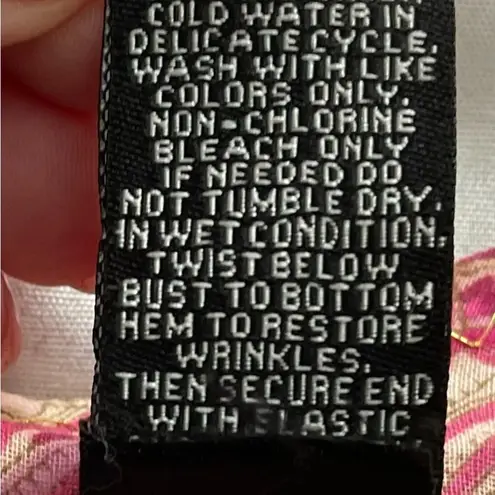 COLD WATER IN
DELICATE CYCLE.
WASH WITH LIKE
COLORS ONLY.
NON-CHLORINE
BLEACH ONLY
IF NEEDED DO
NOT TUMBLE DRY.
IN WET CONDITION,
TWIST BELOW
BUST TO BOTTOM
HEM TO RESTORE
WRINKLES.
THEN SECURE END
WITH ELASTIC